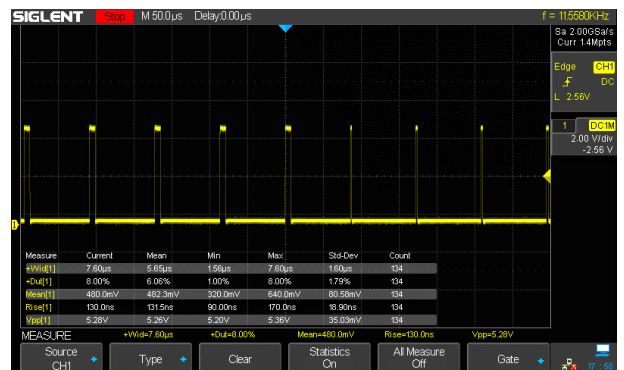 SIGLENT Stop M 50.0µs Delay:0.00µs f = 11.5580KHz
Sa 2.00GSa/s
Curr 1.4Mpts
Edge CH1
DC
L 2.56V
1 DC1M
2.00 V/div
-2.56 V
1
Measure Current Mean Min Max Std-Dev Count
+Wid[1] 7.60µs 5.65µs 1.56µs 7.60µs 1.60µs 134
+Dut[1] 8.00% 6.06% 1.00% 8.00% 1.79% 134
Mean[1] 480.0mV 482.3mV 320.0mV 640.0mV 80.58mV 134
Rise[1] 130.0ns 131.5ns 90.00ns 170.0ns 18.90ns 134
Vpp[1] 5.28V 5.26V 5.20V 5.36V 35.03mV 134
MEASURE +Wid=7.60µs +Dut=8.00% Mean=480.0mV Rise=130.0ns Vpp=5.28V
Source
CH1
Type
Clear
Statistics
On
All Measure
Off
Gate
17 : 58